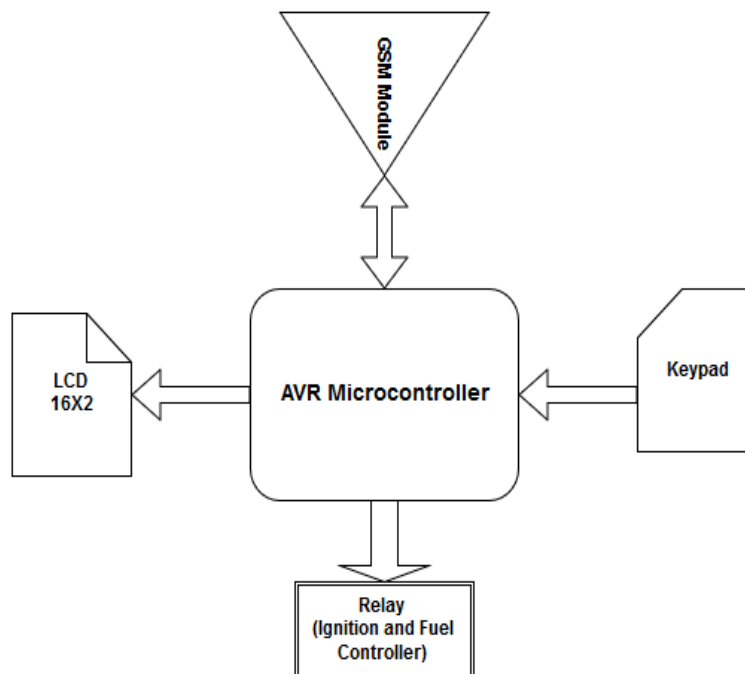 GSM Module
LCD
16X2
AVR Microcontroller
Keypad
Relay
(Ignition and Fuel
Controller)